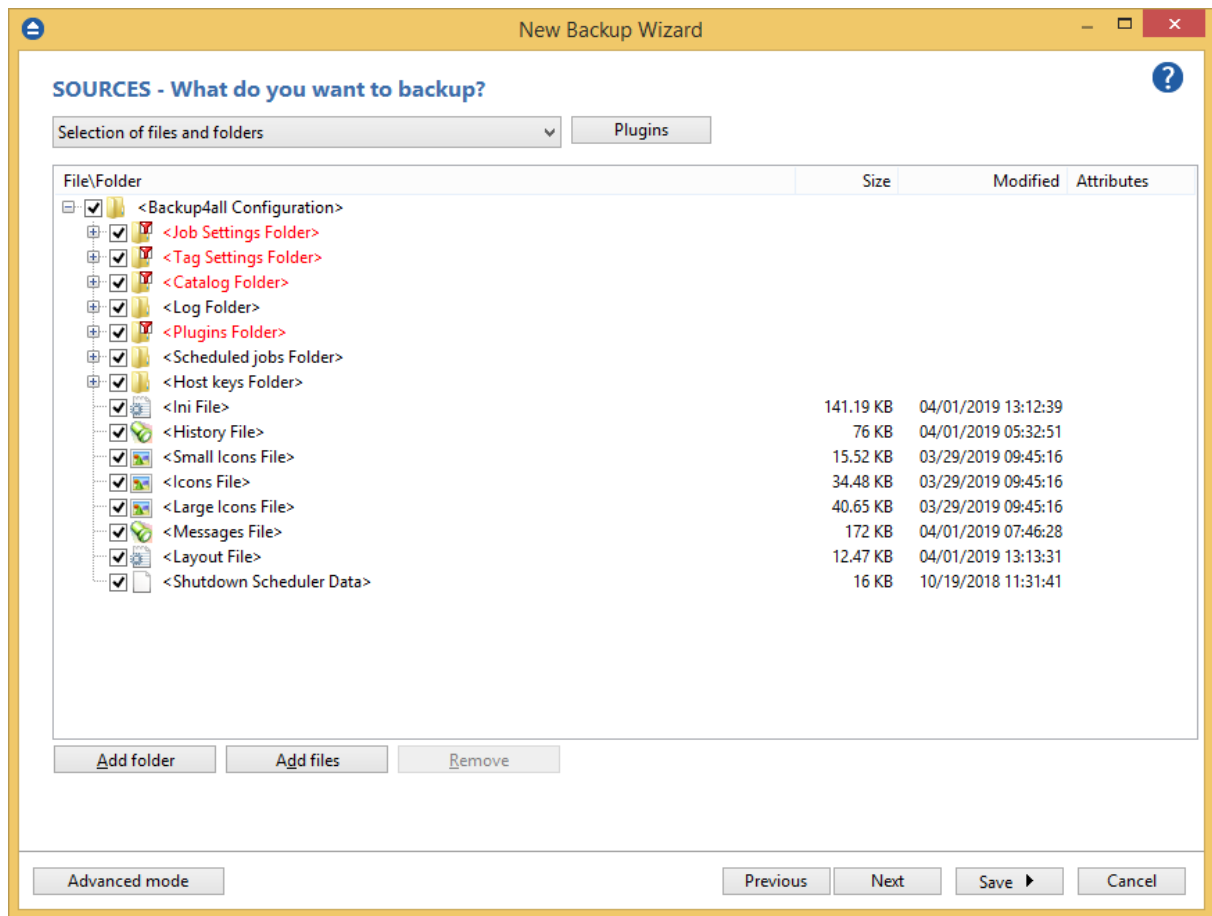 New Backup Wizard
SOURCES - What do you want to backup?
Selection of files and folders Plugins
File\Folder Size Modified Attributes
<Backup4all Configuration>
<Job Settings Folder>
<Tag Settings Folder>
<Catalog Folder>
<Log Folder>
<Plugins Folder>
<Scheduled jobs Folder>
<Host keys Folder>
<Ini File> 141.19 KB 04/01/2019 13:12:39
<History File> 76 KB 04/01/2019 05:32:51
<Small Icons File> 15.52 KB 03/29/2019 09:45:16
<Icons File> 34.48 KB 03/29/2019 09:45:16
<Large Icons File> 40.65 KB 03/29/2019 09:45:16
<Messages File> 172 KB 04/01/2019 07:46:28
<Layout File> 12.47 KB 04/01/2019 13:13:31
<Shutdown Scheduler Data> 16 KB 10/19/2018 11:31:41
Add folder Add files Remove
Advanced mode Previous Next Save Cancel